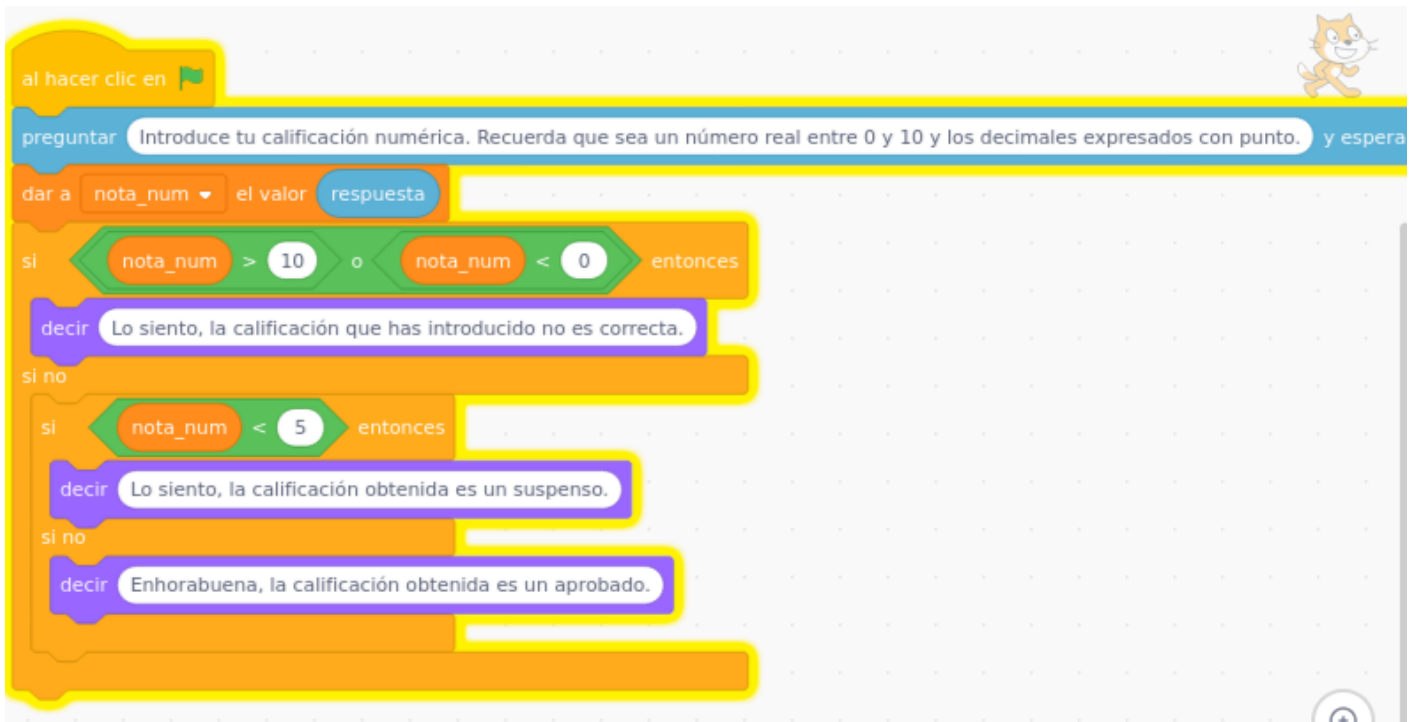 al hacer clic en
preguntar Introduce tu calificación numérica. Recuerda que sea un número real entre 0 y 10 y los decimales expresados con punto. y espera
dar a nota_num el valor respuesta
si nota_num > 10 o nota_num < 0 entonces
decir Lo siento, la calificación que has introducido no es correcta.
si no
si nota_num < 5 entonces
decir Lo siento, la calificación obtenida es un suspenso.
si no
decir Enhorabuena, la calificación obtenida es un aprobado.